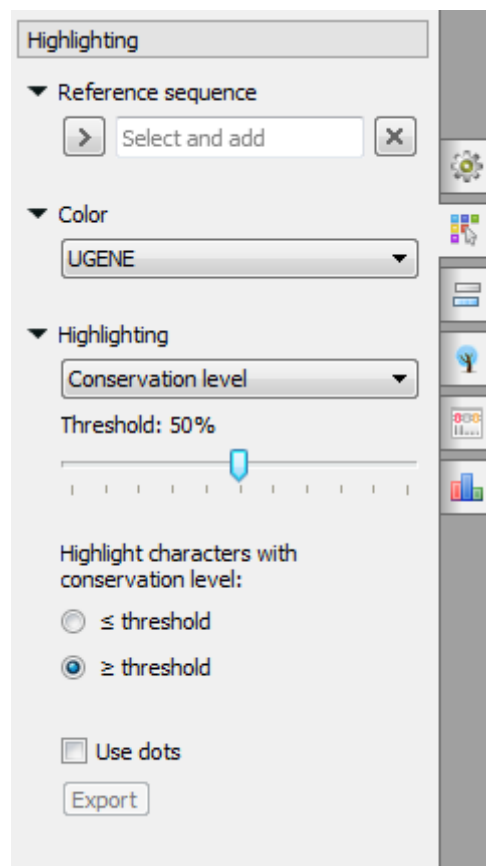 Highlighting
Reference sequence
Select and add
Color
UGENE
Highlighting
Conservation level
Threshold: 50%
Highlight characters with
conservation level:
≤ threshold
≥ threshold
Use dots
Export